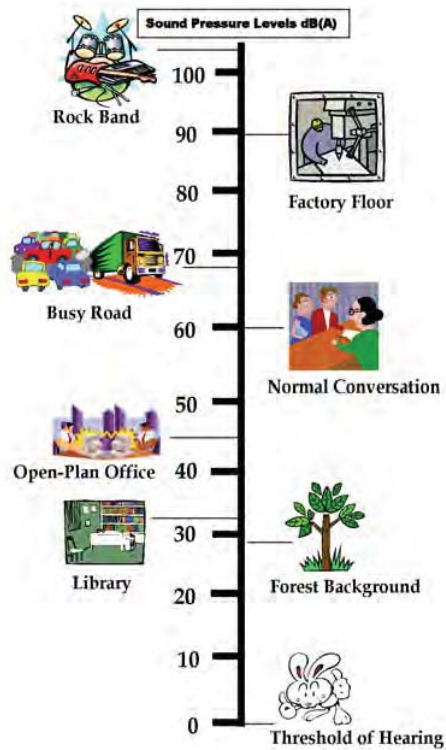 Sound Pressure Levels dB(A)
100
Rock Band
90
80
Factory Floor
70
Busy Road
60
Normal Conversation
50
Open-Plan Office
40
30
Library
Forest Background
20
10
0
Threshold of Hearing